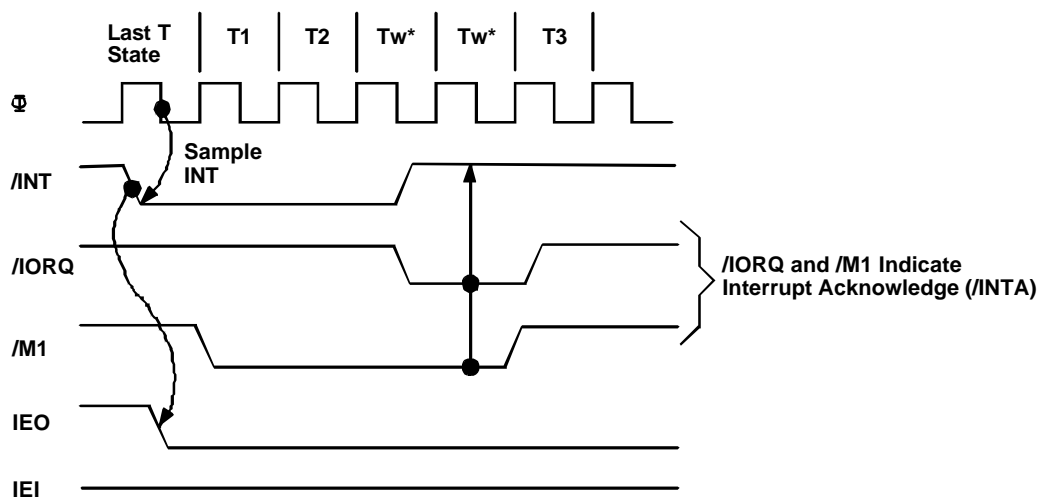 Last T
State
T1
T2
Tw*
Tw*
T3
Φ
Sample
INT
/INT
/IORQ
/IORQ and /M1 Indicate
Interrupt Acknowledge (/INTA)
/M1
IEO
IEI